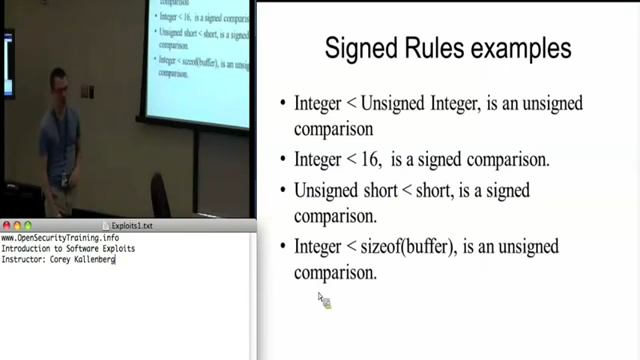 Integer < 16, is a signed comparison
Unsigned short < short, is a signed
comparison.
Integer < sizeof(buffer), is an unsigned
comparison.
Signed Rules examples
• Integer < Unsigned Integer, is an unsigned
comparison
• Integer < 16, is a signed comparison.
• Unsigned short < short, is a signed
comparison.
• Integer < sizeof(buffer), is an unsigned
comparison.
Exploits1.txt
www.OpenSecurityTraining.info
Introduction to Software Exploits
Instructor: Corey Kallenberg